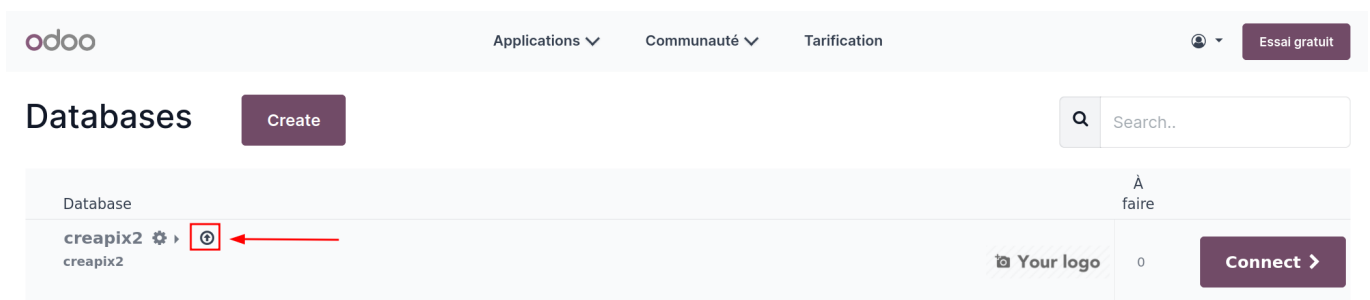 odoo
Applications
Communauté
Tarification
Essai gratuit
Databases
Create
Search..
Database
À
faire
creapix2
creapix2
Your logo
0
Connect